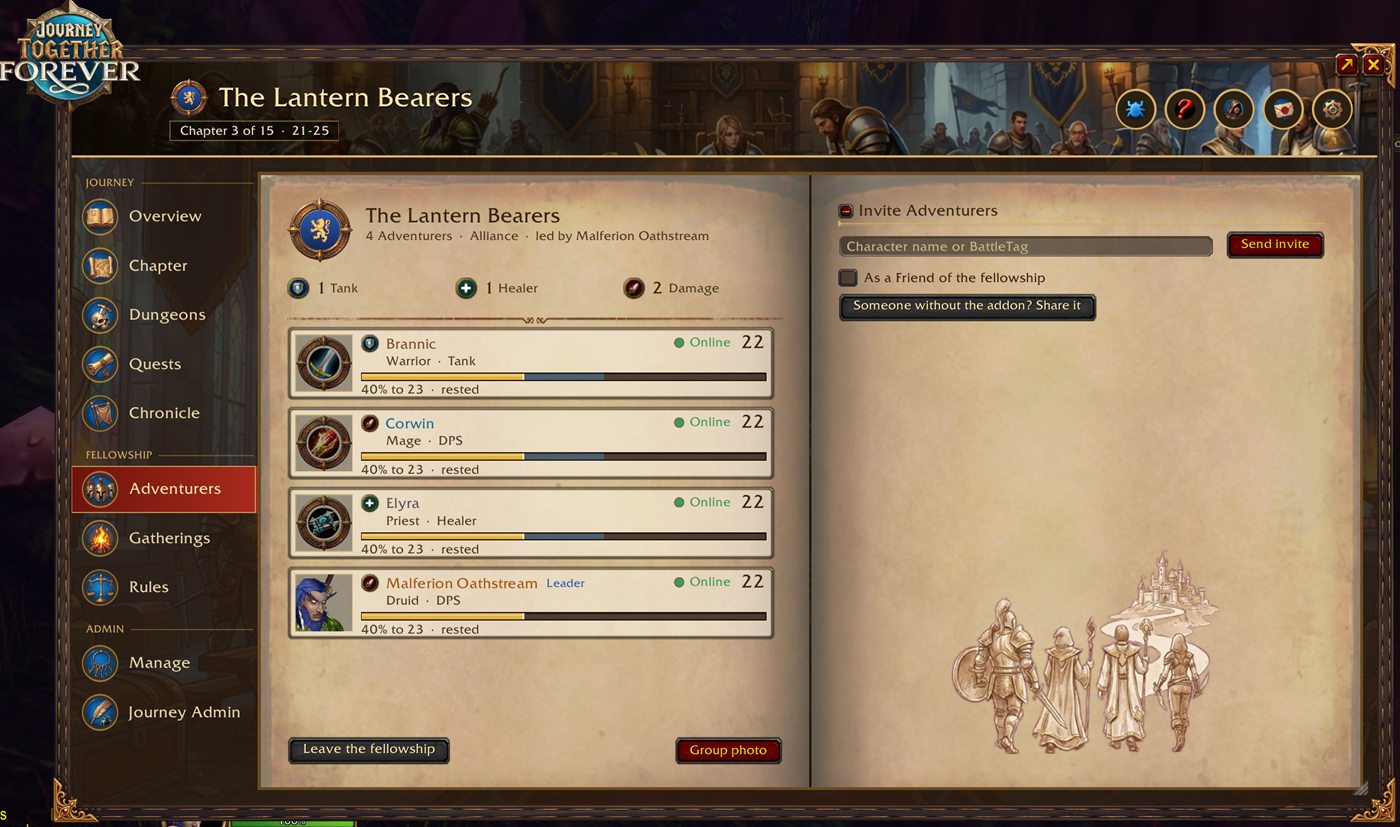 JOURNEY
TOGETHER
FOREVER
The Lantern Bearers
Chapter 3 of 15 · 21-25
JOURNEY
Overview
Chapter
Dungeons
Quests
Chronicle
FELLOWSHIP
Adventurers
Gatherings
Rules
ADMIN
Manage
Journey Admin
The Lantern Bearers
4 Adventurers · Alliance · led by Malferion Oathstream
1 Tank
1 Healer
2 Damage
Brannic
Online 22
Warrior · Tank
40% to 23 · rested
Corwin
Online 22
Mage · DPS
40% to 23 · rested
Elyra
Online 22
Priest · Healer
40% to 23 · rested
Malferion Oathstream Leader
Online 22
Druid · DPS
40% to 23 · rested
Leave the fellowship
Group photo
Invite Adventurers
Character name or BattleTag
Send invite
As a Friend of the fellowship
Someone without the addon? Share it
100%